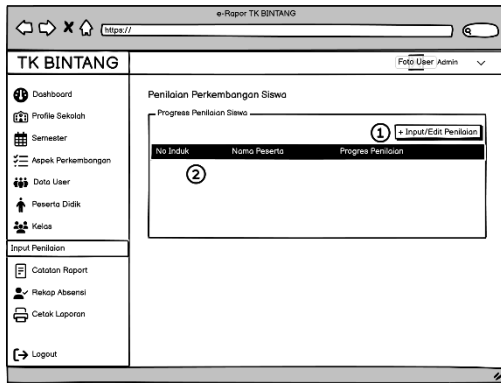 e-Rapor TK BINTANG
https://
TK BINTANG
Foto User Admin
Dashboard
Profile Sekolah
Semester
Aspek Perkembangan
Data User
Peserta Didik
Kelas
Input Penilaian
Catatan Raport
Rekap Absensi
Cetak Laporan
Logout
Penilaian Perkembangan Siswa
Progress Penilaian Siswa
1
+ Input/Edit Penilaian
No Induk Nama Peserta Progres Penilaian
2